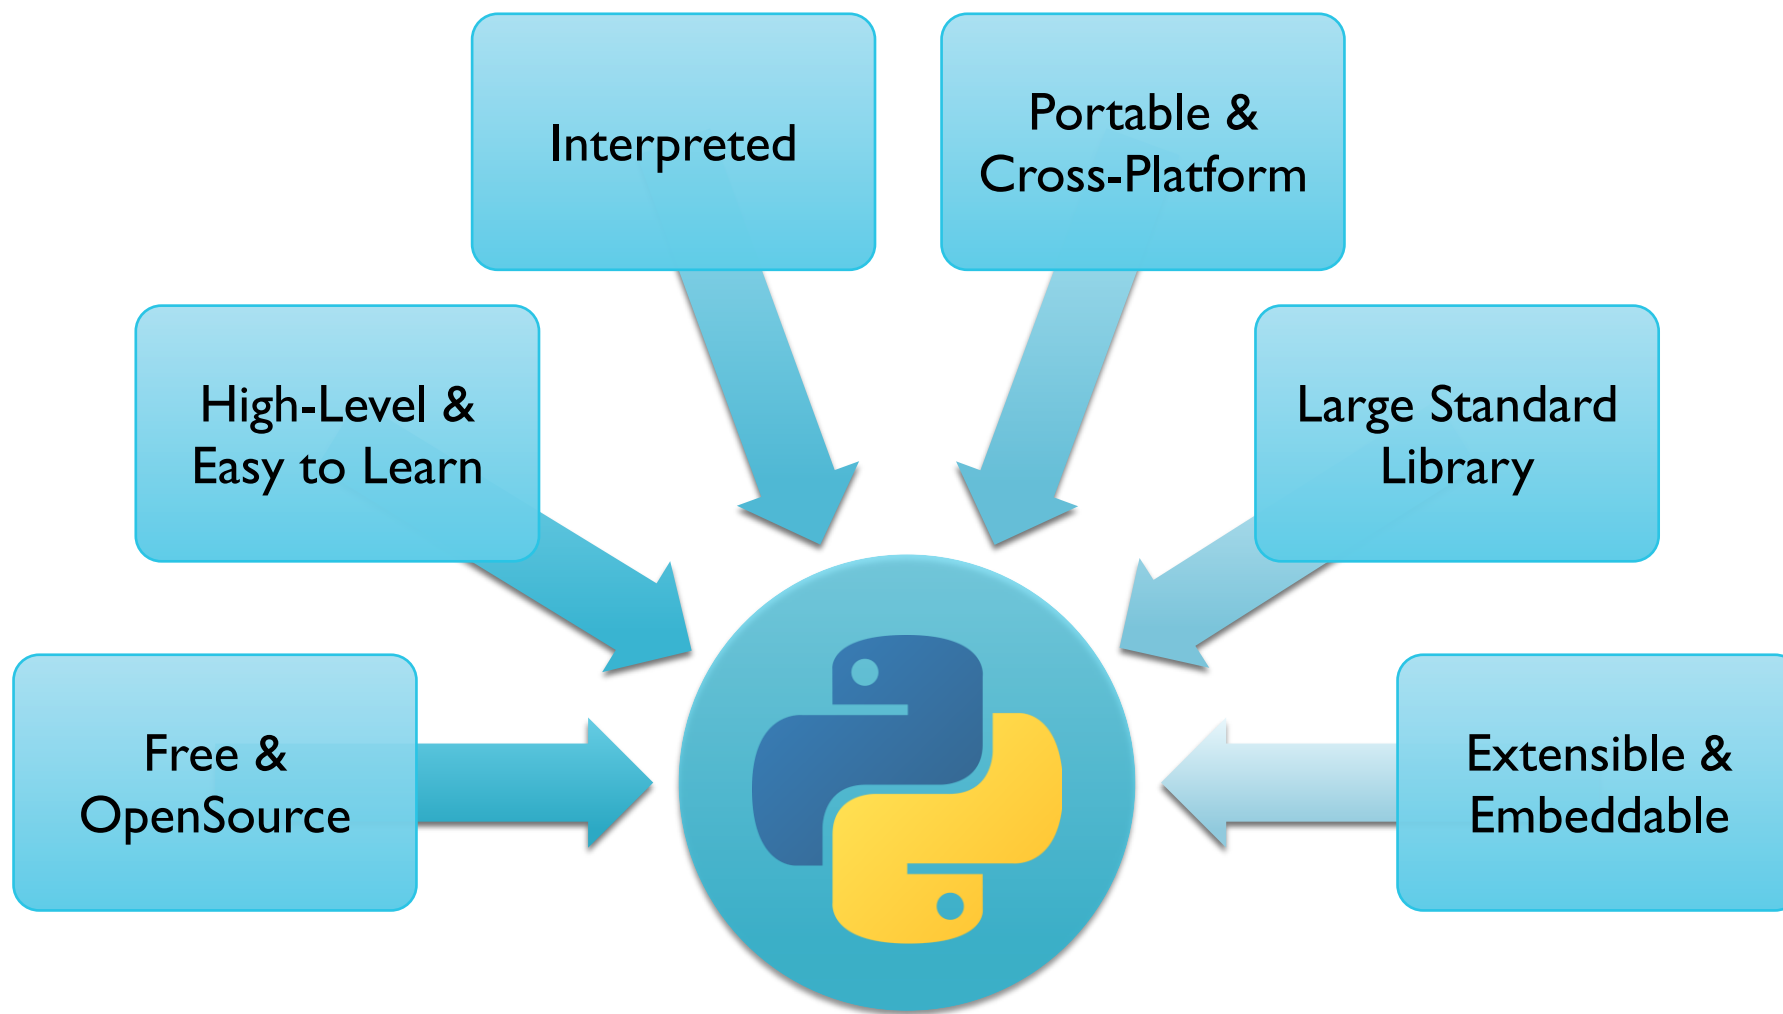 Interpreted
Portable &
Cross-Platform
High-Level &
Easy to Learn
Large Standard
Library
Free &
OpenSource
Extensible &
Embeddable